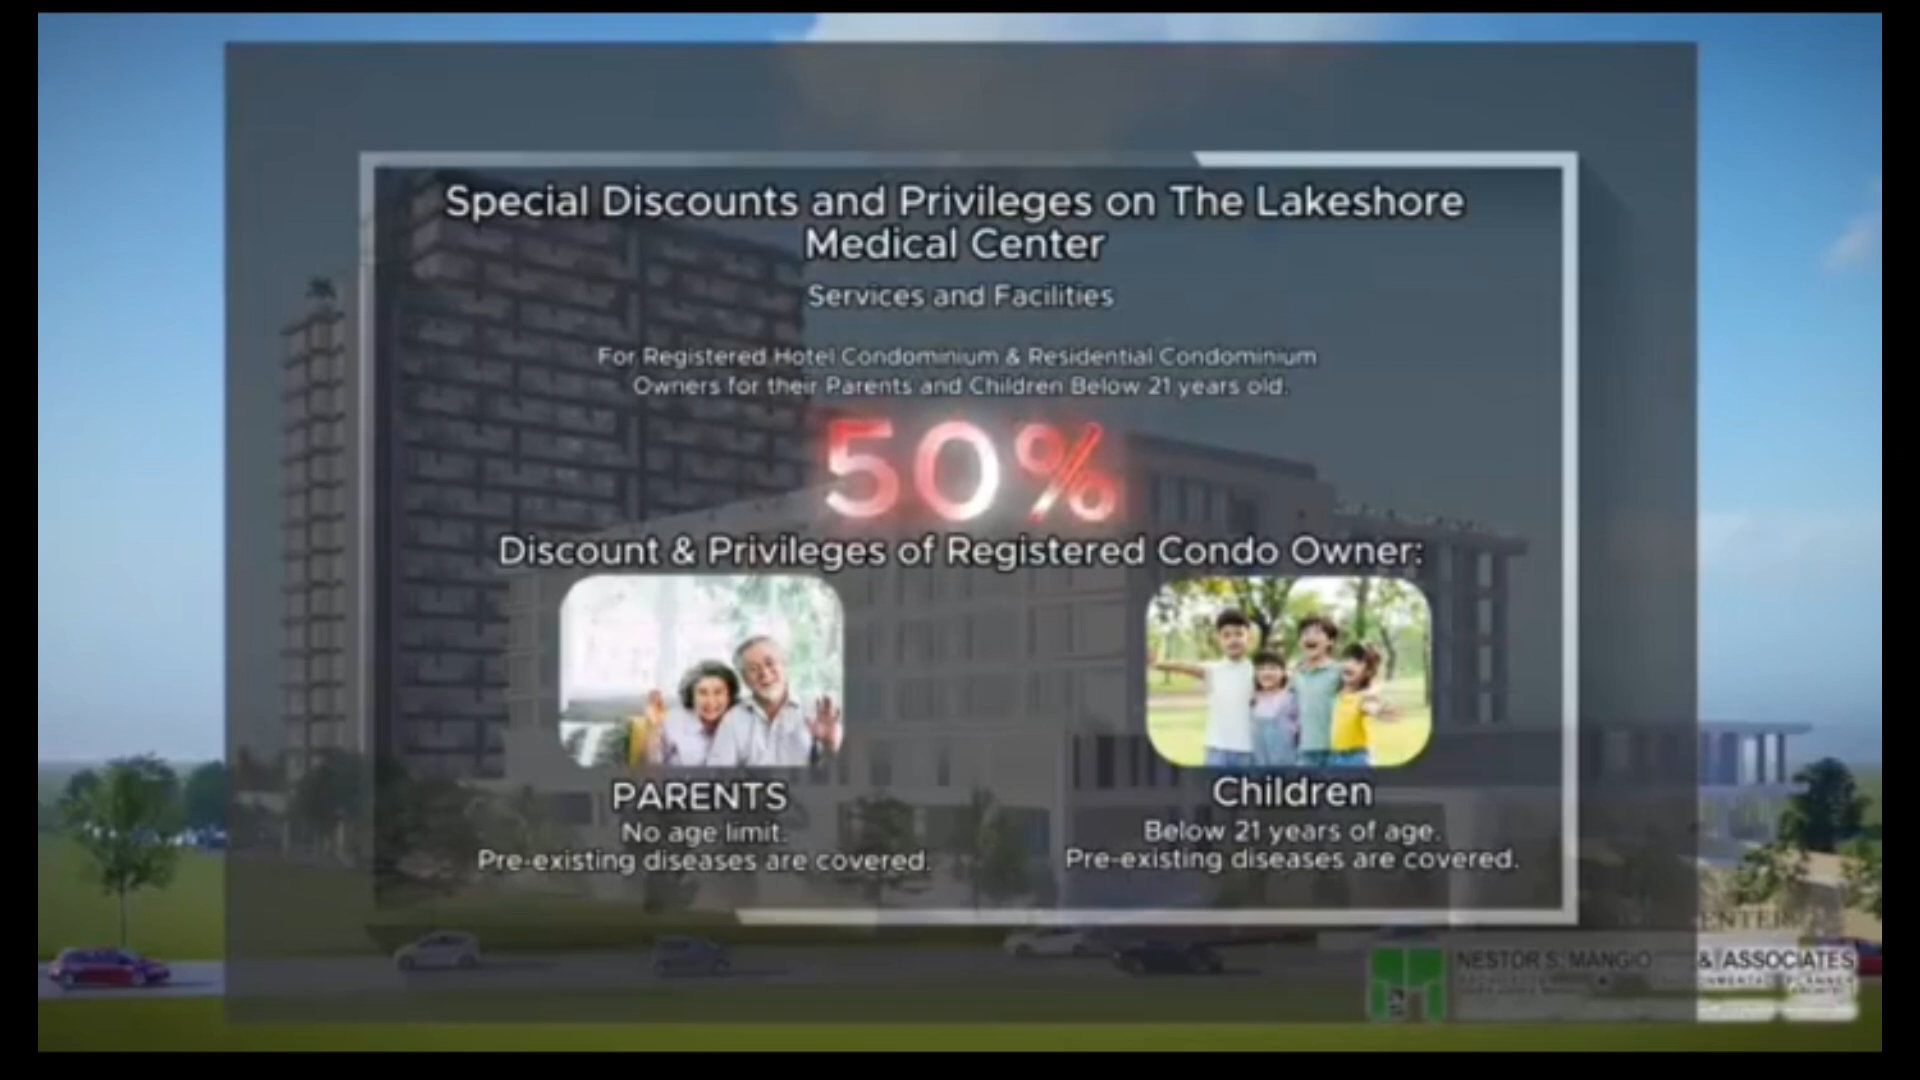 Special Discounts and Privileges on The Lakeshore
Medical Center
Services and Facilities
For Registered Hotel Condominium & Residential Condominium
Owners for their Parents and Children Below 21 years old.
50%
Discount & Privileges of Registered Condo Owner:
PARENTS
No age limit.
Pre-existing diseases are covered.
Children
Below 21 years of age.
Pre-existing diseases are covered.
NESTOR S. MANGIO & ASSOCIATES